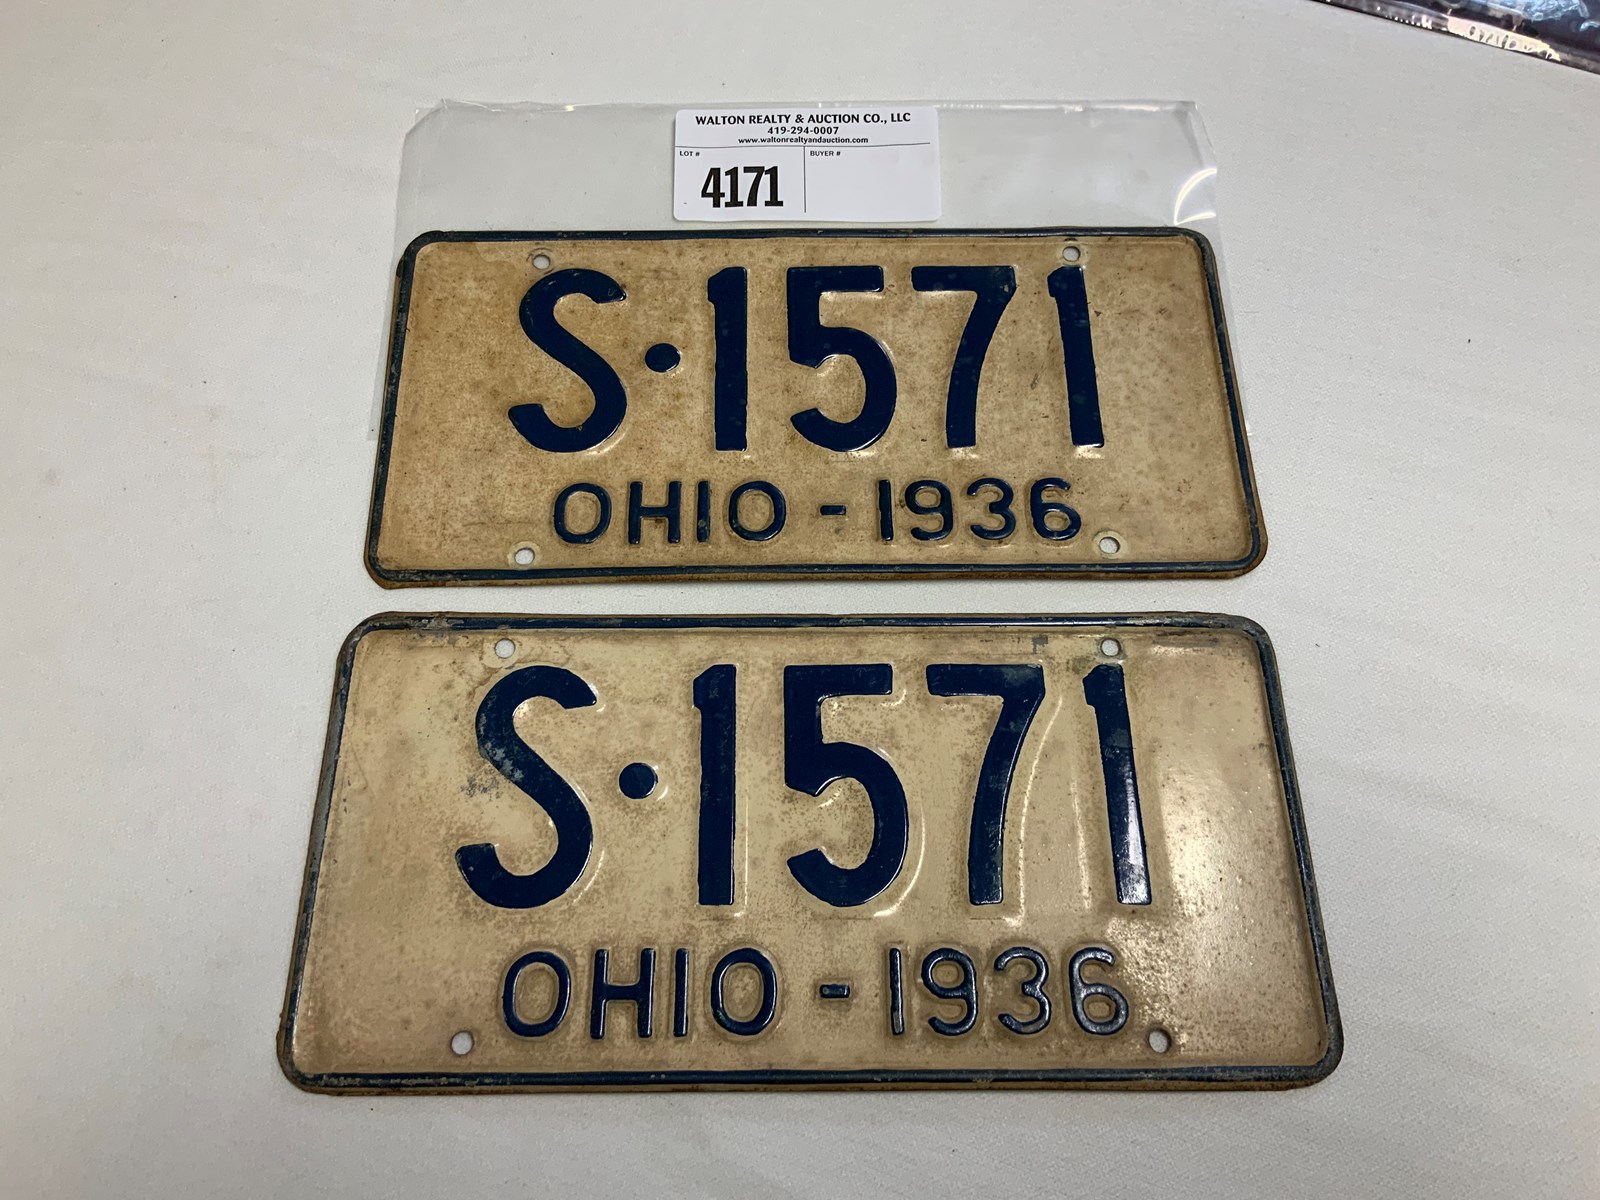 WALTON REALTY & AUCTION CO., LLC
419-294-0007
www.waltonrealtyandauction.com
LOT # BUYER #
4171
S·1571
OHIO - 1936
S·1571
OHIO - 1936